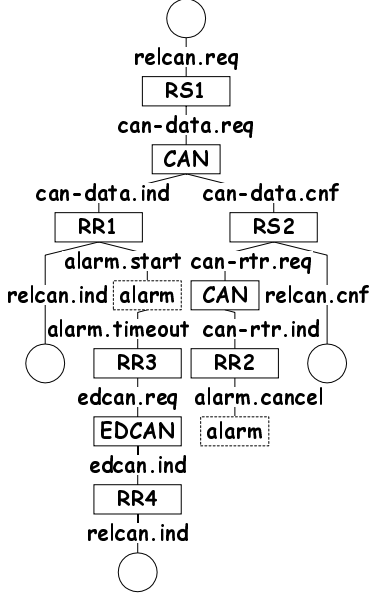 relcan.req
RS1
can-data.req
CAN
can-data.ind can-data.cnf
RR1 RS2
alarm.start can-rtr.req
relcan.ind alarm CAN relcan.cnf
alarm.timeout can-rtr.ind
RR3 RR2
edcan.req alarm.cancel
EDCAN alarm
edcan.ind
RR4
relcan.ind